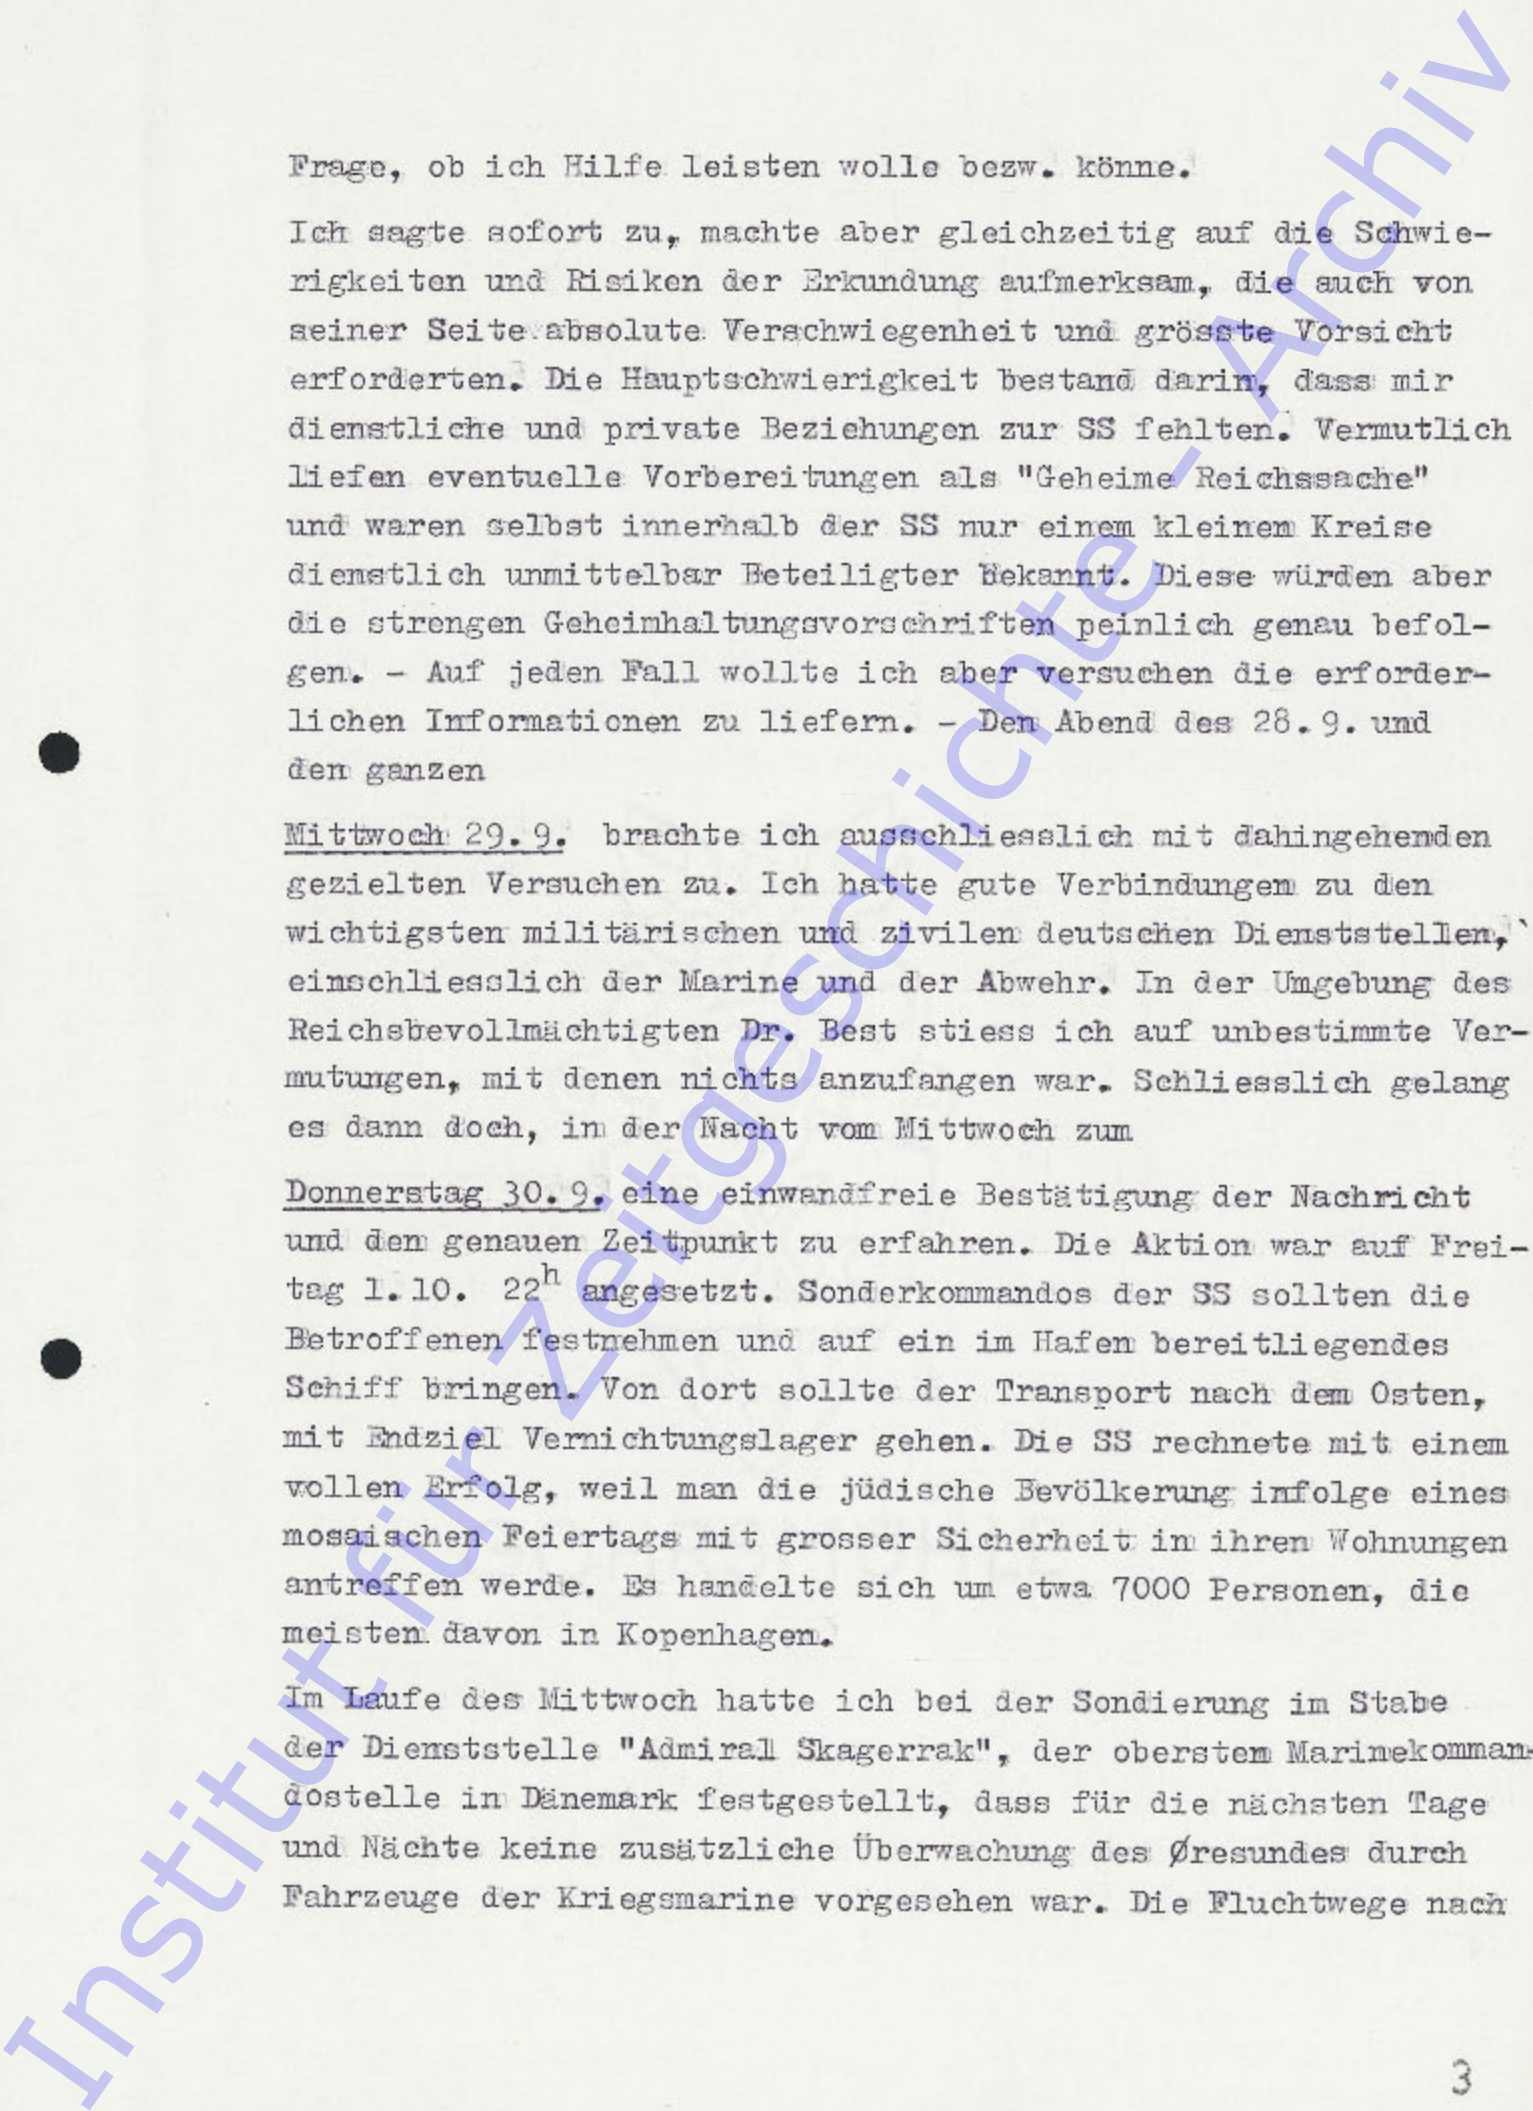 Frage, ob ich Hilfe leisten wolle bezw. könne.
Ich sagte sofort zu, machte aber gleichzeitig auf die Schwie-
rigkeiten und Risiken der Erkundung aufmerksam, die auch von
seiner Seite absolute Verschwiegenheit und grösste Vorsicht
erforderten. Die Hauptschwierigkeit bestand darin, dass mir
dienstliche und private Beziehungen zur SS fehlten. Vermutlich
liefen eventuelle Vorbereitungen als "Geheime Reichssache"
und waren selbst innerhalb der SS nur einem kleinen Kreise
dienstlich unmittelbar Beteiligter bekannt. Diese würden aber
die strengen Geheimhaltungsvorschriften peinlich genau befol-
gen. - Auf jeden Fall wollte ich aber versuchen die erforder-
lichen Informationen zu liefern. - Den Abend des 28.9. und
den ganzen
Mittwoch 29.9. brachte ich ausschliesslich mit dahingehenden
gezielten Versuchen zu. Ich hatte gute Verbindungen zu den
wichtigsten militärischen und zivilen deutschen Dienststellen,
einschliesslich der Marine und der Abwehr. In der Umgebung des
Reichsbevollmächtigten Dr. Best stiess ich auf unbestimmte Ver-
mutungen, mit denen nichts anzufangen war. Schliesslich gelang
es dann doch, in der Nacht vom Mittwoch zum
Donnerstag 30.9. eine einwandfreie Bestätigung der Nachricht
und den genauen Zeitpunkt zu erfahren. Die Aktion war auf Frei-
tag 1.10. 22h angesetzt. Sonderkommandos der SS sollten die
Betroffenen festnehmen und auf ein im Hafen bereitliegendes
Schiff bringen. Von dort sollte der Transport nach dem Osten,
mit Endziel Vernichtungslager gehen. Die SS rechnete mit einem
vollen Erfolg, weil man die jüdische Bevölkerung infolge eines
mosaischen Feiertags mit grosser Sicherheit in ihren Wohnungen
antreffen werde. Es handelte sich um etwa 7000 Personen, die
meisten davon in Kopenhagen.
Im Laufe des Mittwoch hatte ich bei der Sondierung im Stabe
der Dienststelle "Admiral Skagerrak", der obersten Marinekomman-
dostelle in Dänemark festgestellt, dass für die nächsten Tage
und Nächte keine zusätzliche Überwachung des Øresundes durch
Fahrzeuge der Kriegsmarine vorgesehen war. Die Fluchtwege nach
3
Institut für Zeitgeschichte - Archiv